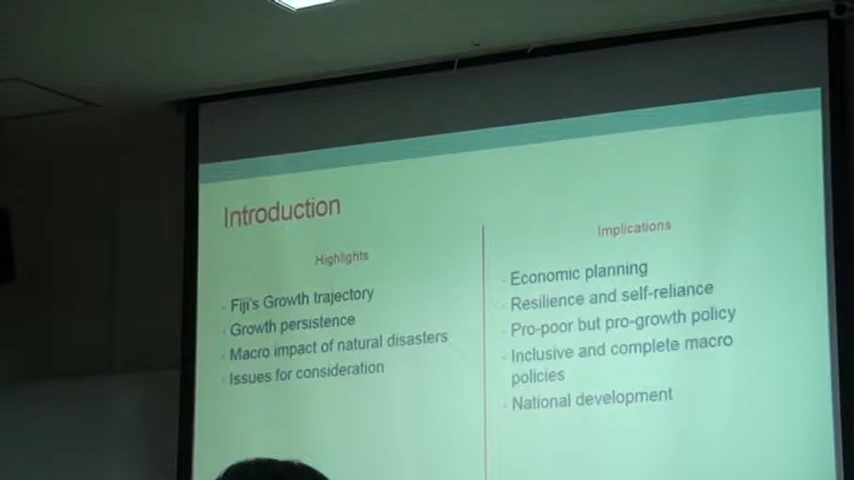 Introduction
Highlights
Fiji's Growth trajectory
Growth persistence
Macro impact of natural disasters
Issues for consideration
Implications
Economic planning
Resilience and self-reliance
Pro-poor but pro-growth policy
Inclusive and complete macro
policies
National development